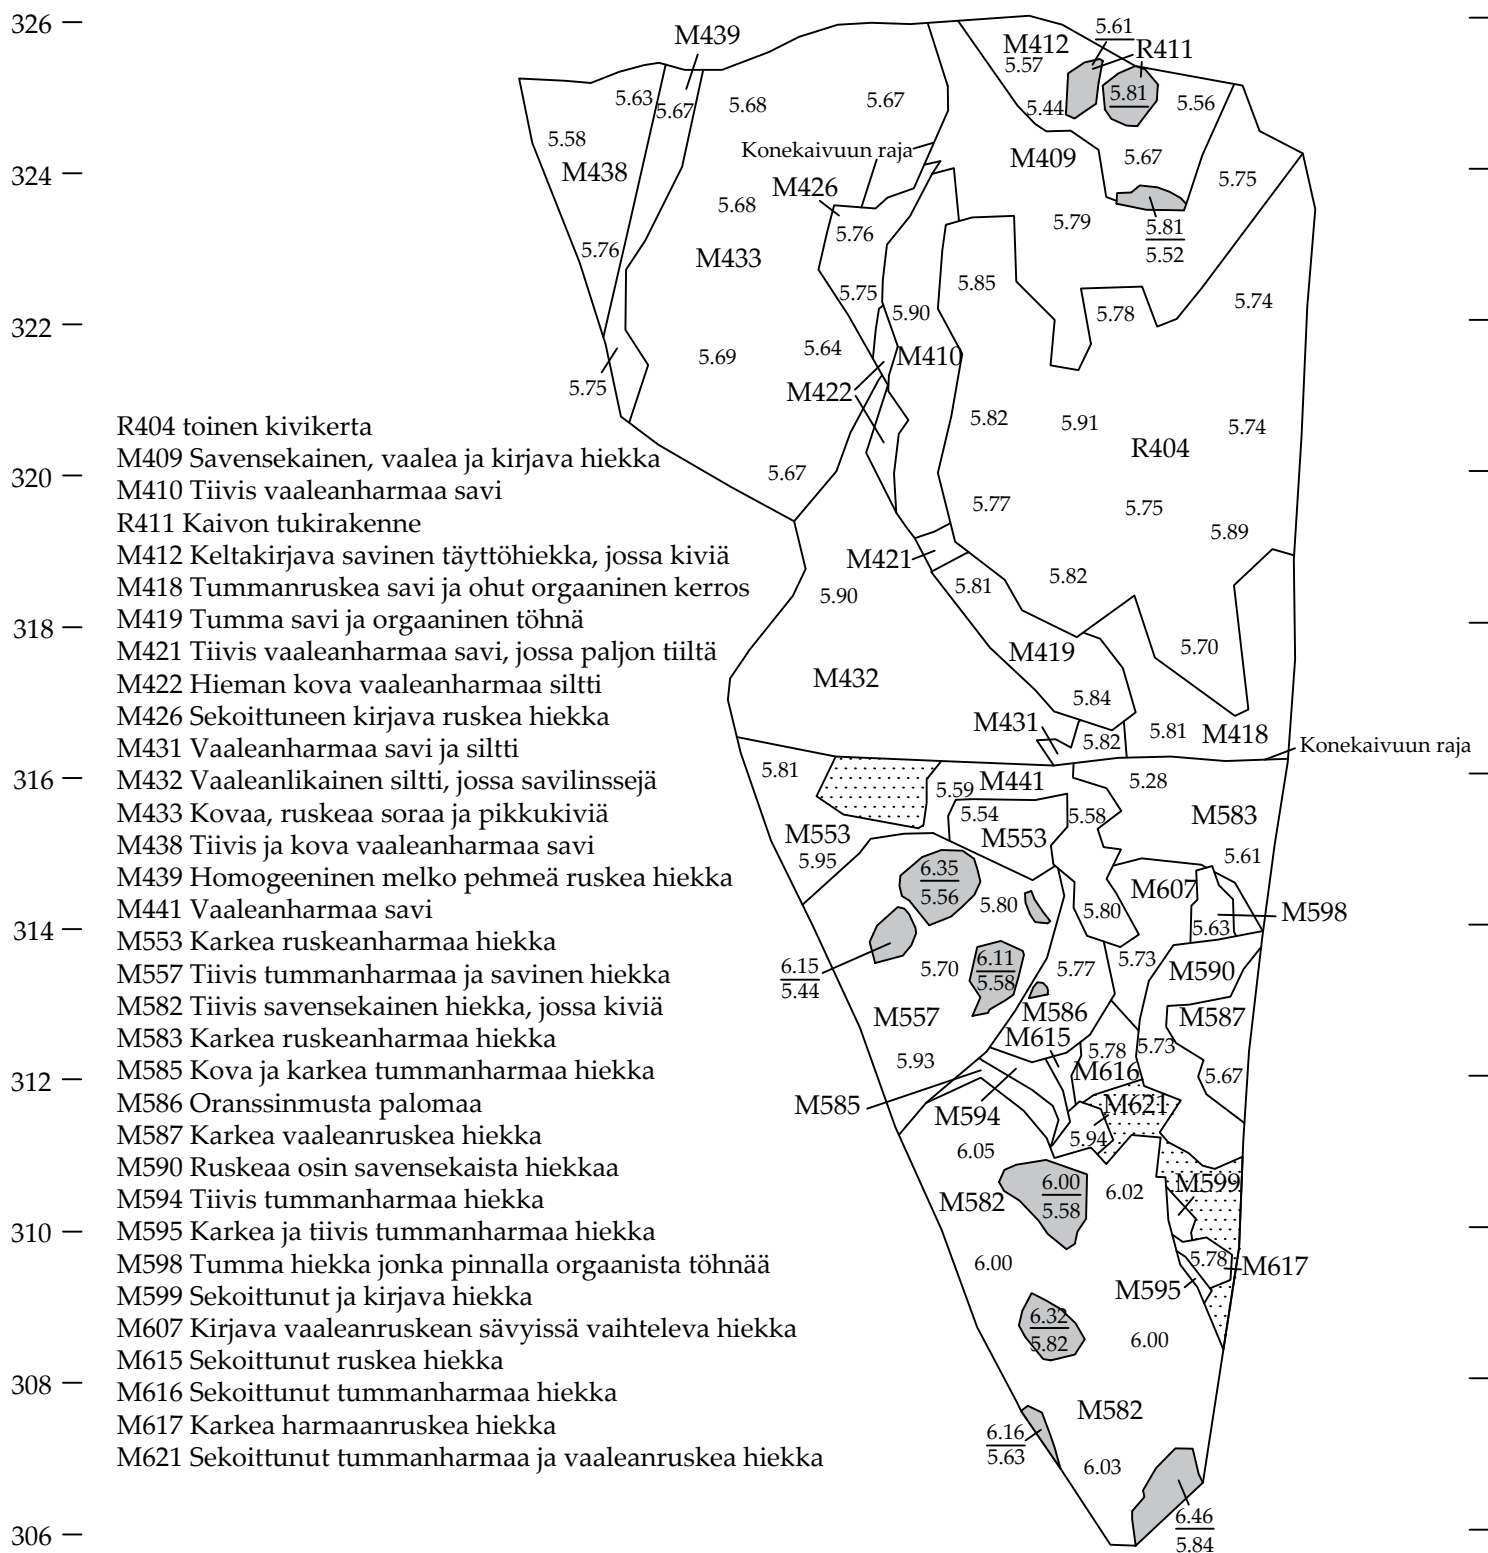 326
M439
5.61
M412
R411
5.57
5.63
5.67
5.68
5.67
5.44
5.81
5.56
5.58
Konekaivuun raja
M409
5.67
324
M438
M426
5.75
5.68
5.76
5.79
5.81
5.52
5.76
M433
5.75
5.85
5.90
5.78
5.74
322
5.69
5.64
M410
5.75
M422
5.82
5.91
5.74
R404
5.67
320
5.77
5.75
5.89
M421
5.82
5.90
5.81
318
M419
5.70
M432
5.84
M431
5.82
5.81
M418
Konekaivuun raja
R404 toinen kivikerta
M409 Savensekainen, vaalea ja kirjava hiekka
M410 Tiivis vaaleanharmaa savi
R411 Kaivon tukirakenne
M412 Keltakirjava savinen täyttöhiekka, jossa kiviä
M418 Tummanruskea savi ja ohut orgaaninen kerros
M419 Tumma savi ja orgaaninen töhnä
M421 Tiivis vaaleanharmaa savi, jossa paljon tiiltä
M422 Hieman kova vaaleanharmaa siltti
M426 Sekoittuneen kirjava ruskea hiekka
M431 Vaaleanharmaa savi ja siltti
M432 Vaaleanlikainen siltti, jossa savilinssejä
M433 Kovaa, ruskeaa soraa ja pikkukiviä
M438 Tiivis ja kova vaaleanharmaa savi
M439 Homogeeninen melko pehmeä ruskea hiekka
M441 Vaaleanharmaa savi
M553 Karkea ruskeanharmaa hiekka
M557 Tiivis tummanharmaa ja savinen hiekka
M582 Tiivis savensekainen hiekka, jossa kiviä
M583 Karkea ruskeanharmaa hiekka
M585 Kova ja karkea tummanharmaa hiekka
M586 Oranssinmusta palomaa
M587 Karkea vaaleanruskea hiekka
M590 Ruskeaa osin savensekaista hiekkaa
M594 Tiivis tummanharmaa hiekka
M595 Karkea ja tiivis tummanharmaa hiekka
M598 Tumma hiekka jonka pinnalla orgaanista töhnää
M599 Sekoittunut ja kirjava hiekka
M607 Kirjava vaaleanruskean sävyissä vaihteleva hiekka
M615 Sekoittunut ruskea hiekka
M616 Sekoittunut tummanharmaa hiekka
M617 Karkea harmaanruskea hiekka
M621 Sekoittunut tummanharmaa ja vaaleanruskea hiekka
316
5.81
5.59
M441
5.28
5.54
5.58
M583
M553
M553
5.95
5.61
6.35
5.56
M607
5.80
5.80
M598
314
5.63
6.15
5.44
5.70
6.11
5.58
5.77
5.73
M590
M557
M586
M587
M615
5.93
5.78
5.73
312
M616
5.67
M585
M594
M621
5.94
6.05
M582
6.00
5.58
6.02
M599
310
6.00
5.78
M617
M595
6.32
5.82
6.00
308
M582
6.16
5.63
6.03
6.46
5.84
306